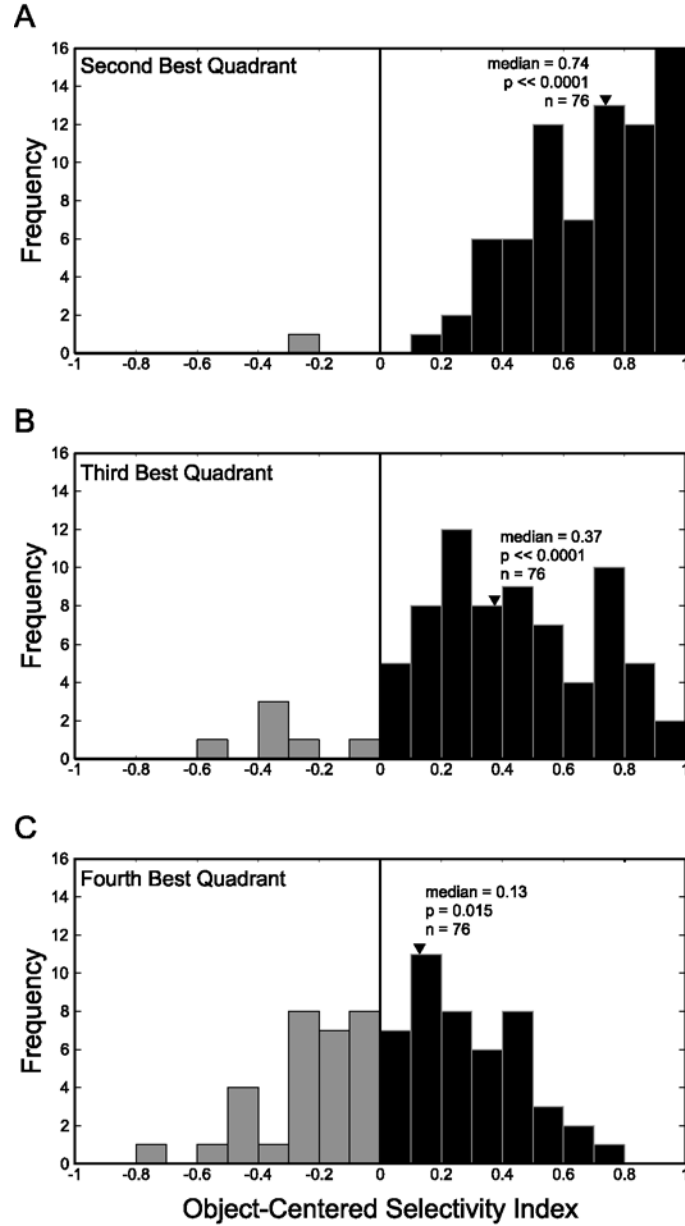 A
Second Best Quadrant
median = 0.74
p << 0.0001
n = 76
Frequency
16
14
12
10
8
6
4
2
0
-1 -0.8 -0.6 -0.4 -0.2 0 0.2 0.4 0.6 0.8 1
B
Third Best Quadrant
median = 0.37
p << 0.0001
n = 76
Frequency
16
14
12
10
8
6
4
2
0
-1 -0.8 -0.6 -0.4 -0.2 0 0.2 0.4 0.6 0.8 1
C
Fourth Best Quadrant
median = 0.13
p = 0.015
n = 76
Frequency
16
14
12
10
8
6
4
2
0
-1 -0.8 -0.6 -0.4 -0.2 0 0.2 0.4 0.6 0.8 1
Object-Centered Selectivity Index